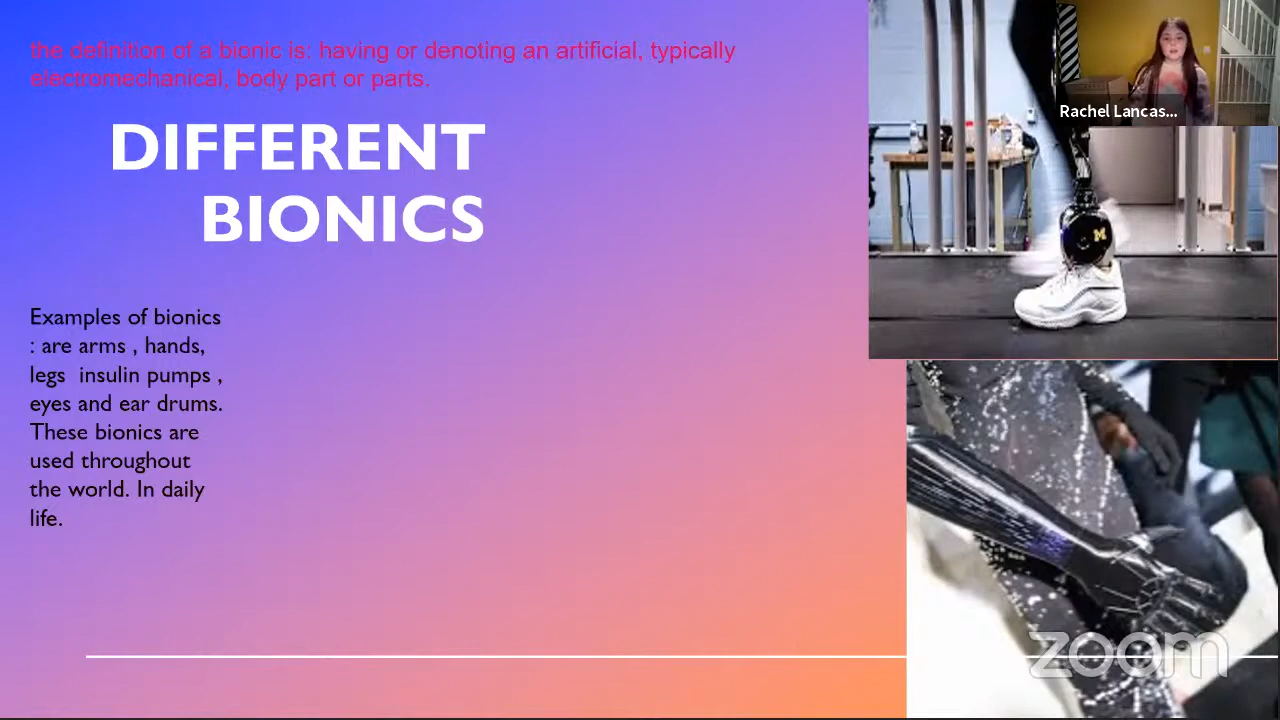 the definition of a bionic is: having or denoting an artificial, typically
electromechanical, body part or parts.
DIFFERENT
BIONICS
Examples of bionics
: are arms , hands,
legs  insulin pumps ,
eyes and ear drums.
These bionics are
used throughout
the world. In daily
life.
Rachel Lancas...
M
zoom